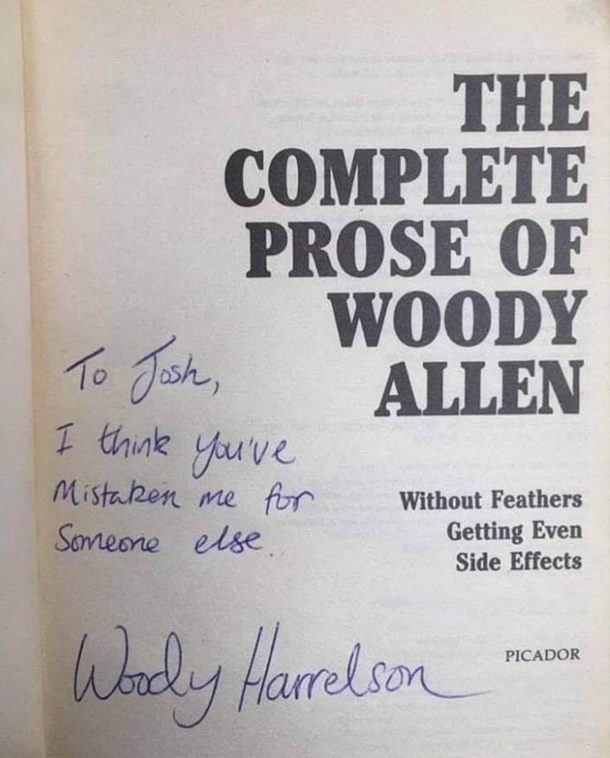 THE
COMPLETE
PROSE OF
WOODY
ALLEN
To Josh,
I think you've
Mistaken me for
Someone else.
Without Feathers
Getting Even
Side Effects
Woody Harrelson
PICADOR